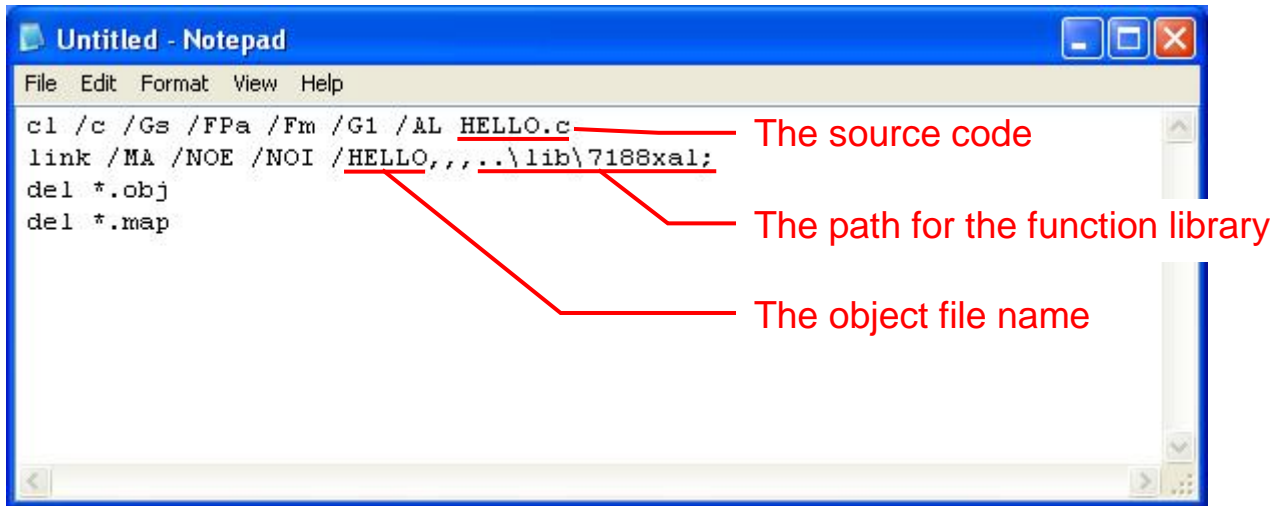 Untitled - Notepad
File Edit Format View Help
cl /c /Gs /FPa /Fm /G1 /AL HELLO.c
The source code
link /MA /NOE /NOI /HELLO,,,..\lib\7188xal;
del *.obj
del *.map
The path for the function library
The object file name